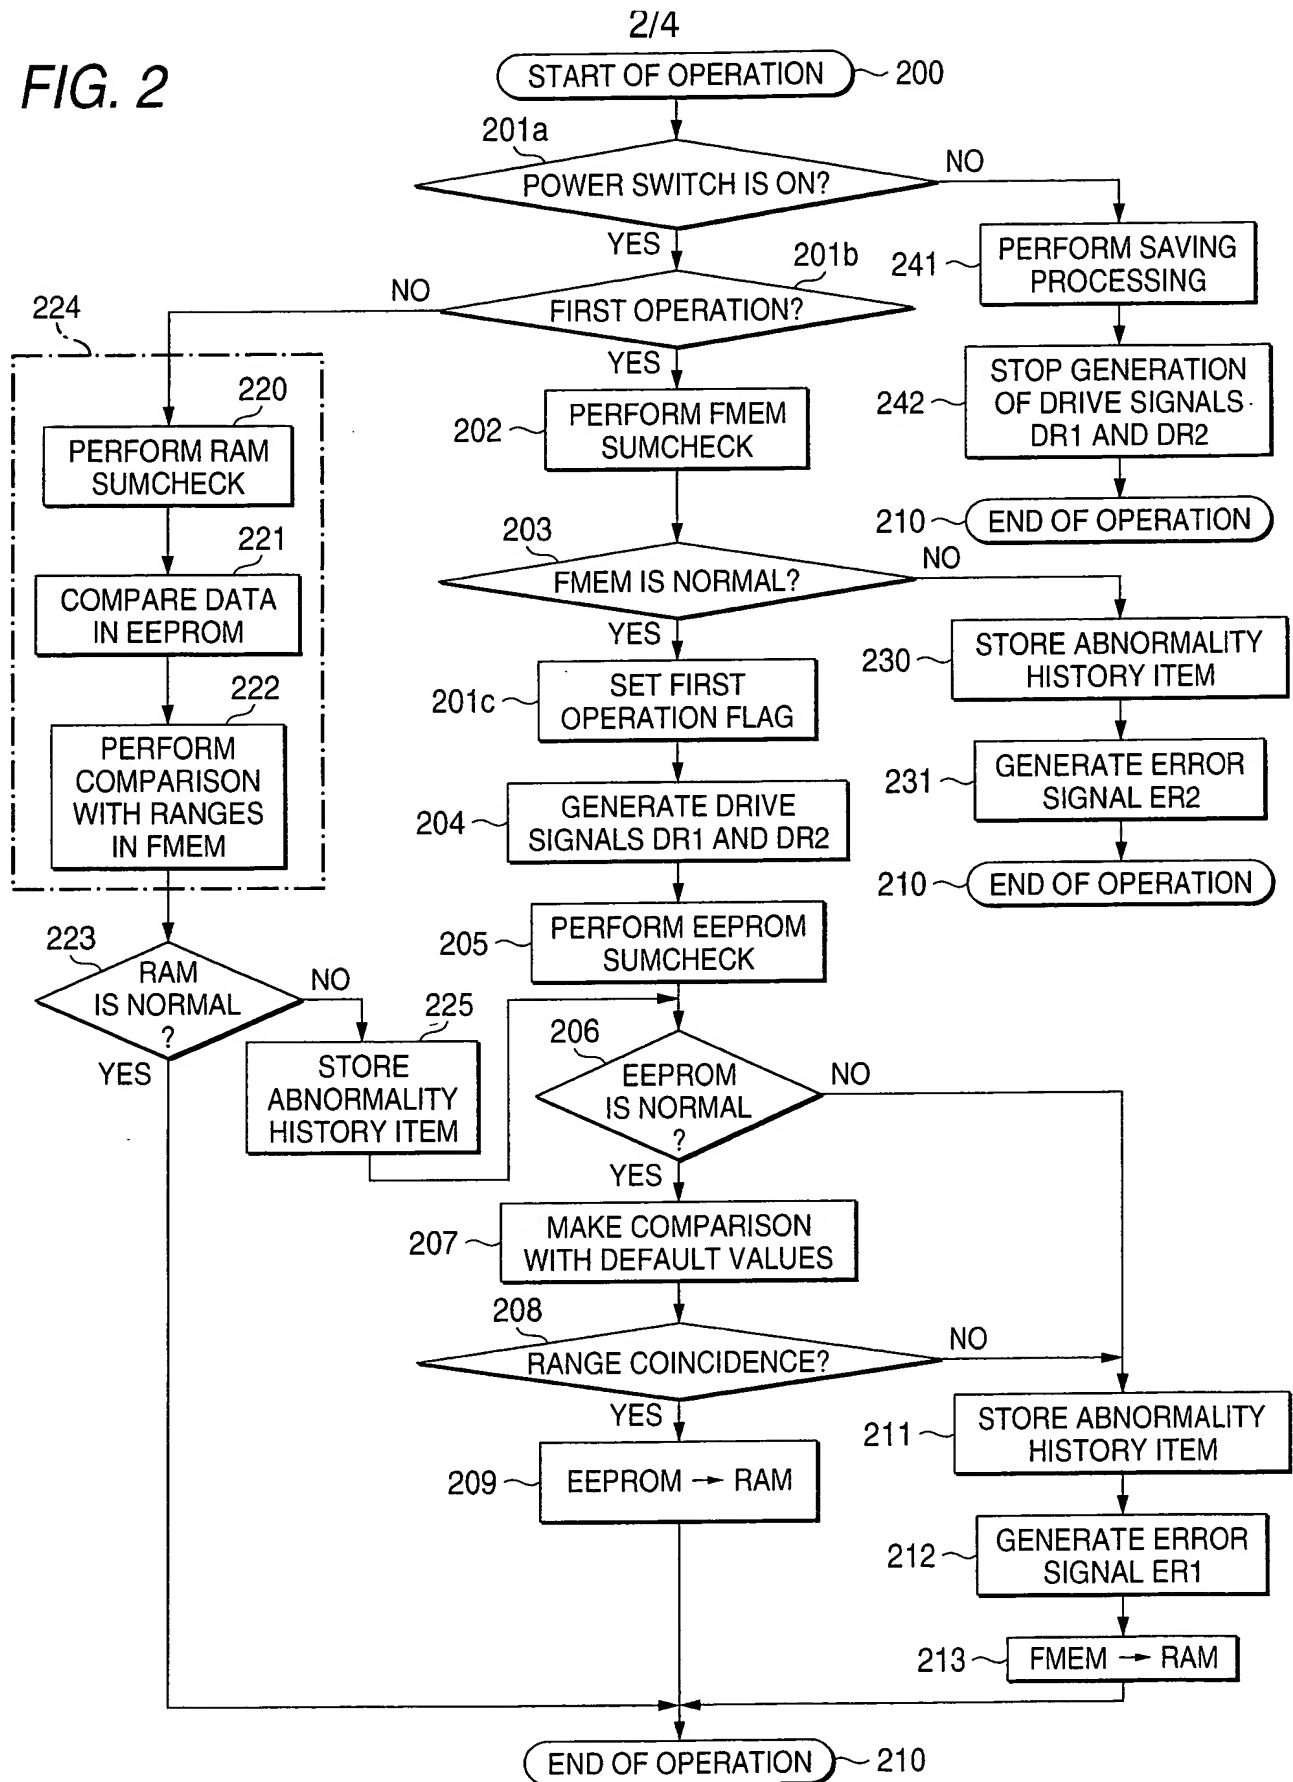 2/4
FIG. 2
START OF OPERATION
200
201a
POWER SWITCH IS ON?
NO
YES
241
PERFORM SAVING
PROCESSING
201b
FIRST OPERATION?
NO
YES
242
STOP GENERATION
OF DRIVE SIGNALS
DR1 AND DR2
210
END OF OPERATION
224
220
PERFORM RAM
SUMCHECK
221
COMPARE DATA
IN EEPROM
222
PERFORM
COMPARISON
WITH RANGES
IN FMEM
223
RAM
IS NORMAL
?
NO
YES
225
STORE
ABNORMALITY
HISTORY ITEM
202
PERFORM FMEM
SUMCHECK
203
FMEM IS NORMAL?
NO
YES
230
STORE ABNORMALITY
HISTORY ITEM
231
GENERATE ERROR
SIGNAL ER2
210
END OF OPERATION
201c
SET FIRST
OPERATION FLAG
204
GENERATE DRIVE
SIGNALS DR1 AND DR2
205
PERFORM EEPROM
SUMCHECK
206
EEPROM
IS NORMAL
?
NO
YES
207
MAKE COMPARISON
WITH DEFAULT VALUES
208
RANGE COINCIDENCE?
NO
YES
209
EEPROM → RAM
211
STORE ABNORMALITY
HISTORY ITEM
212
GENERATE ERROR
SIGNAL ER1
213
FMEM → RAM
END OF OPERATION
210